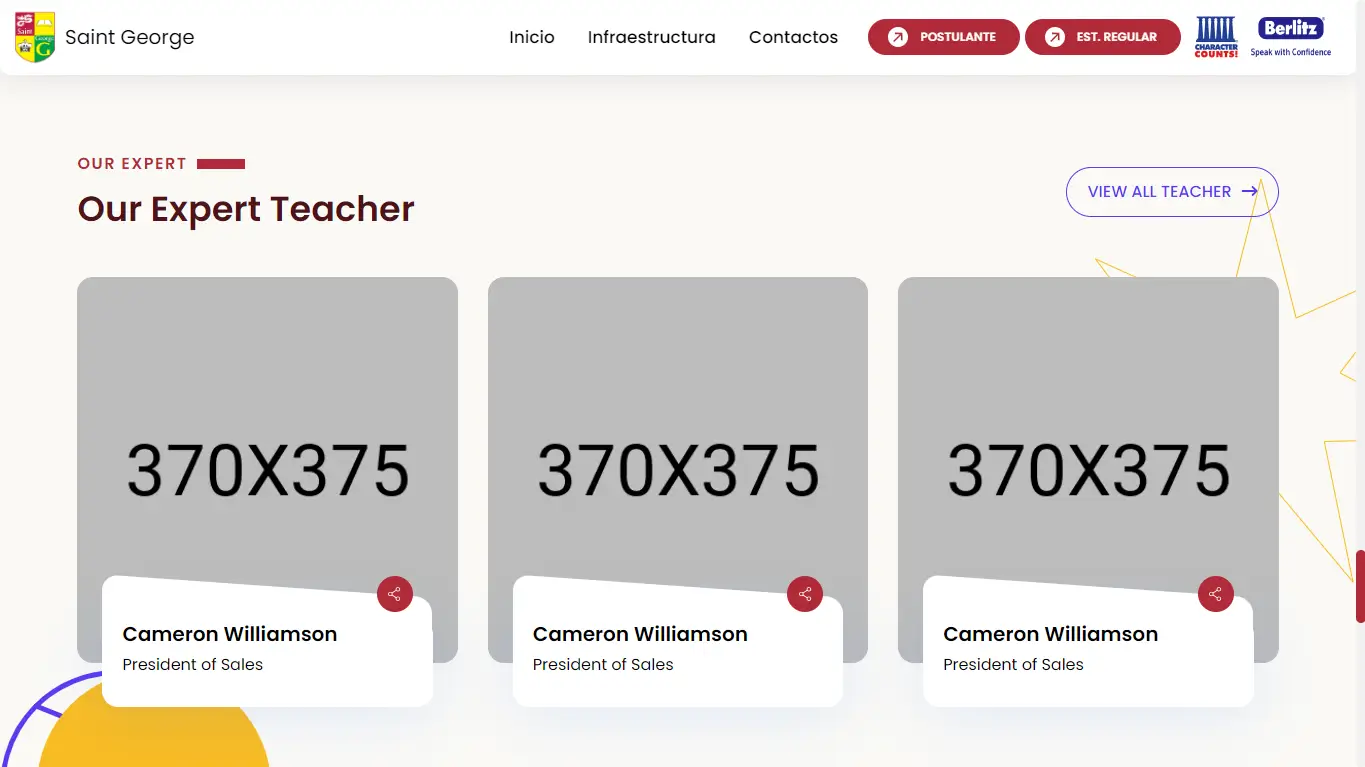 Saint
George
G
Saint George
Inicio
Infraestructura
Contactos
POSTULANTE
EST. REGULAR
CHARACTER
COUNTS!
Berlitz
Speak with Confidence
OUR EXPERT
Our Expert Teacher
VIEW ALL TEACHER
370X375
370X375
370X375
Cameron Williamson
President of Sales
Cameron Williamson
President of Sales
Cameron Williamson
President of Sales